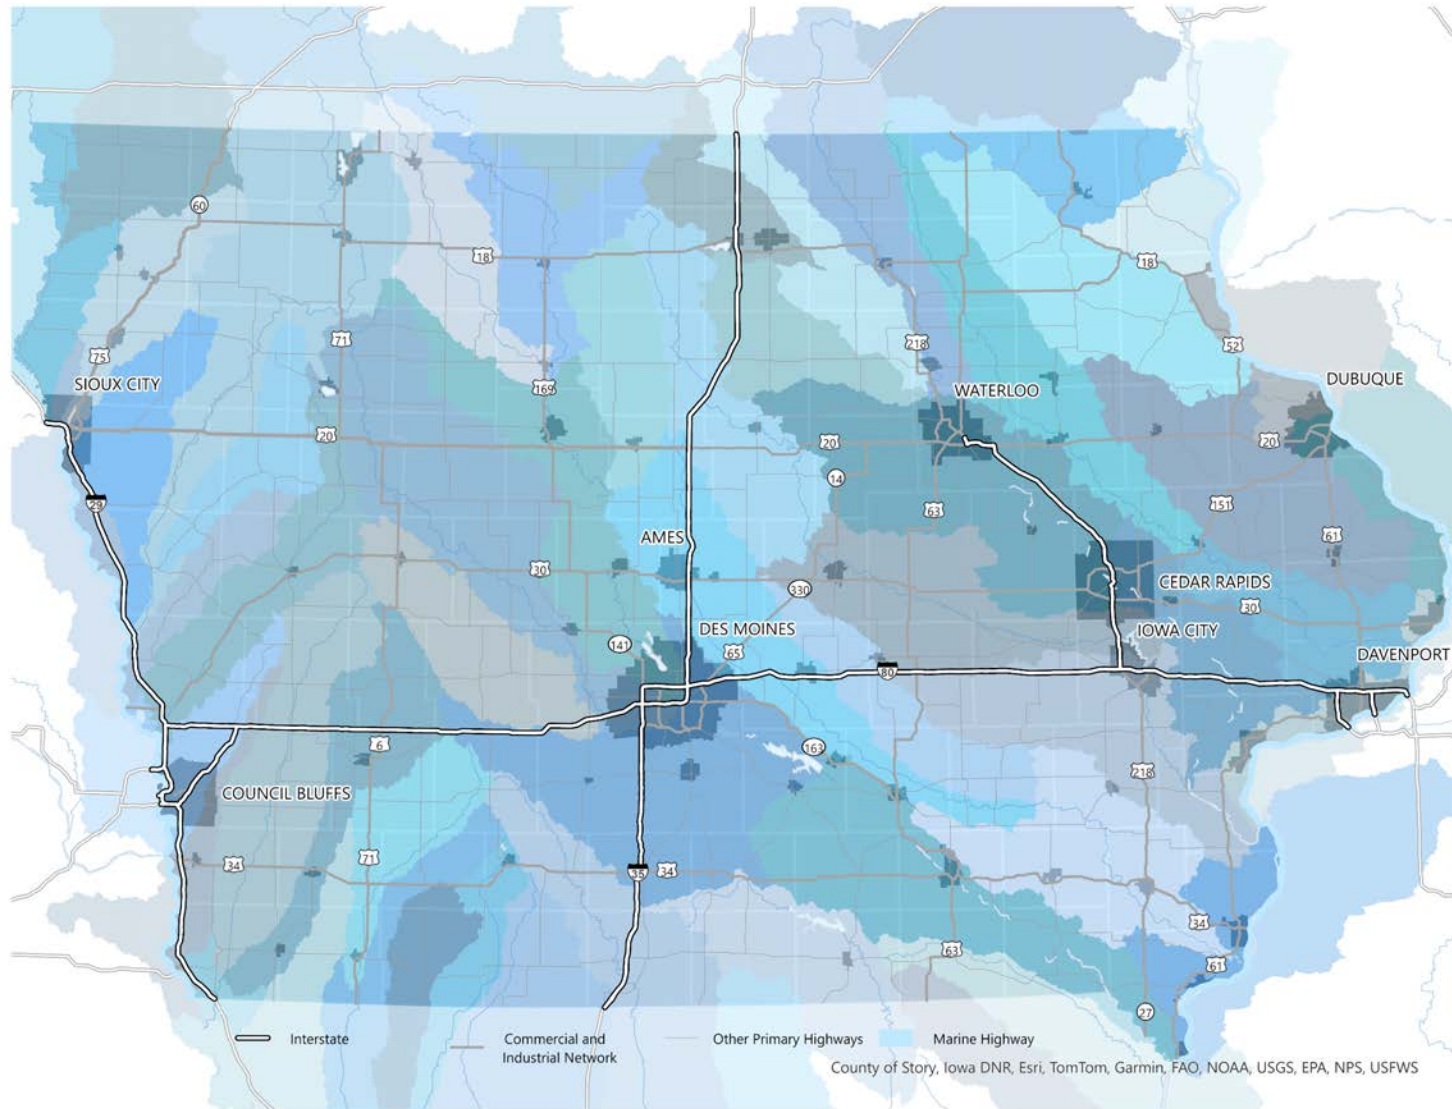 60
18
18
71
218
52
75
SIOUX CITY
169
WATERLOO
DUBUQUE
20
20
20
14
29
63
151
AMES
61
30
330
CEDAR RAPIDS
30
DES MOINES
IOWA CITY
141
65
DAVENPORT
80
6
163
218
COUNCIL BLUFFS
34
71
35
34
34
63
61
27
Interstate
Commercial and
Industrial Network
Other Primary Highways
Marine Highway
County of Story, Iowa DNR, Esri, TomTom, Garmin, FAO, NOAA, USGS, EPA, NPS, USFWS